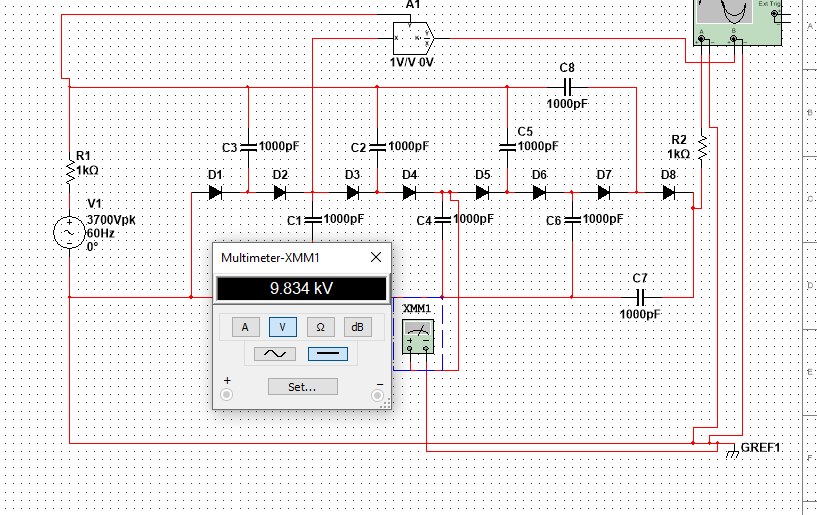 A1
Ext Trig
A
B
Y
X
K*
Y
X
1V/V 0V
C8
1000pF
C3
1000pF
C2
1000pF
C5
1000pF
R2
1kΩ
R1
1kΩ
D1
D2
D3
D4
D5
D6
D7
D8
V1
3700Vpk
60Hz
0°
C1
1000pF
C4
1000pF
C6
1000pF
Multimeter-XMM1
9.834 kV
A
V
Ω
dB
Set...
+
–
C7
1000pF
XMM1
GREF1
A
B
C
D
E
F